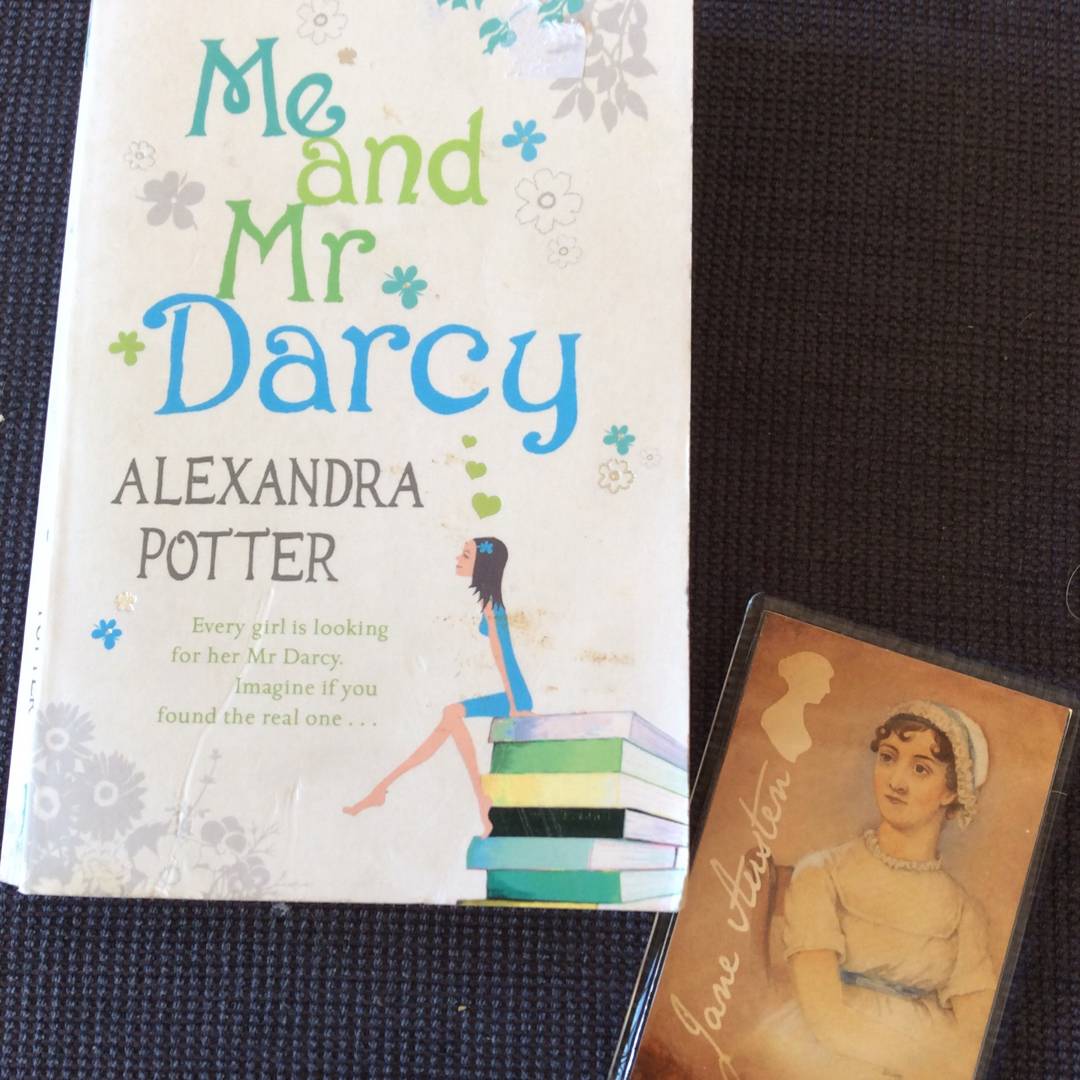 Me
and
Mr
Darcy
ALEXANDRA
POTTER
Every girl is looking
for her Mr Darcy.
Imagine if you
found the real one . . .
Jane Austen